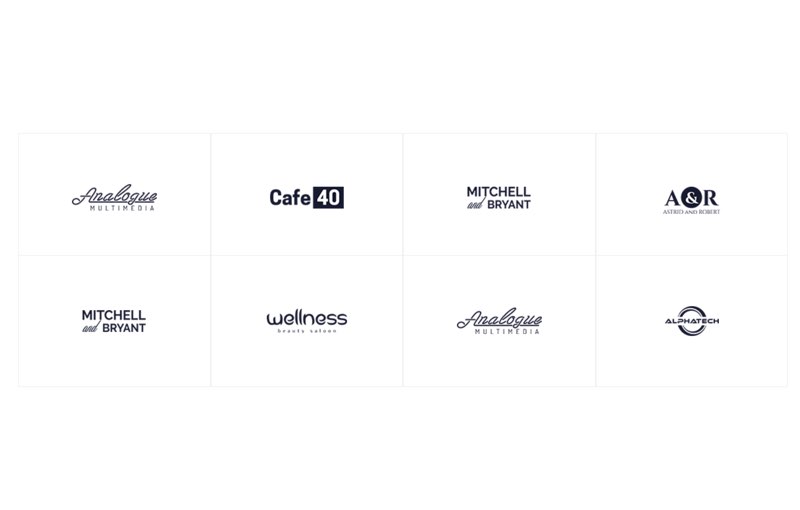 Analogue
MULTIMEDIA
Cafe 40
MITCHELL
and BRYANT
A&R
ASTRID AND ROBERT
MITCHELL
and BRYANT
wellness
beauty saloon
Analogue
MULTIMEDIA
ALPHATECH